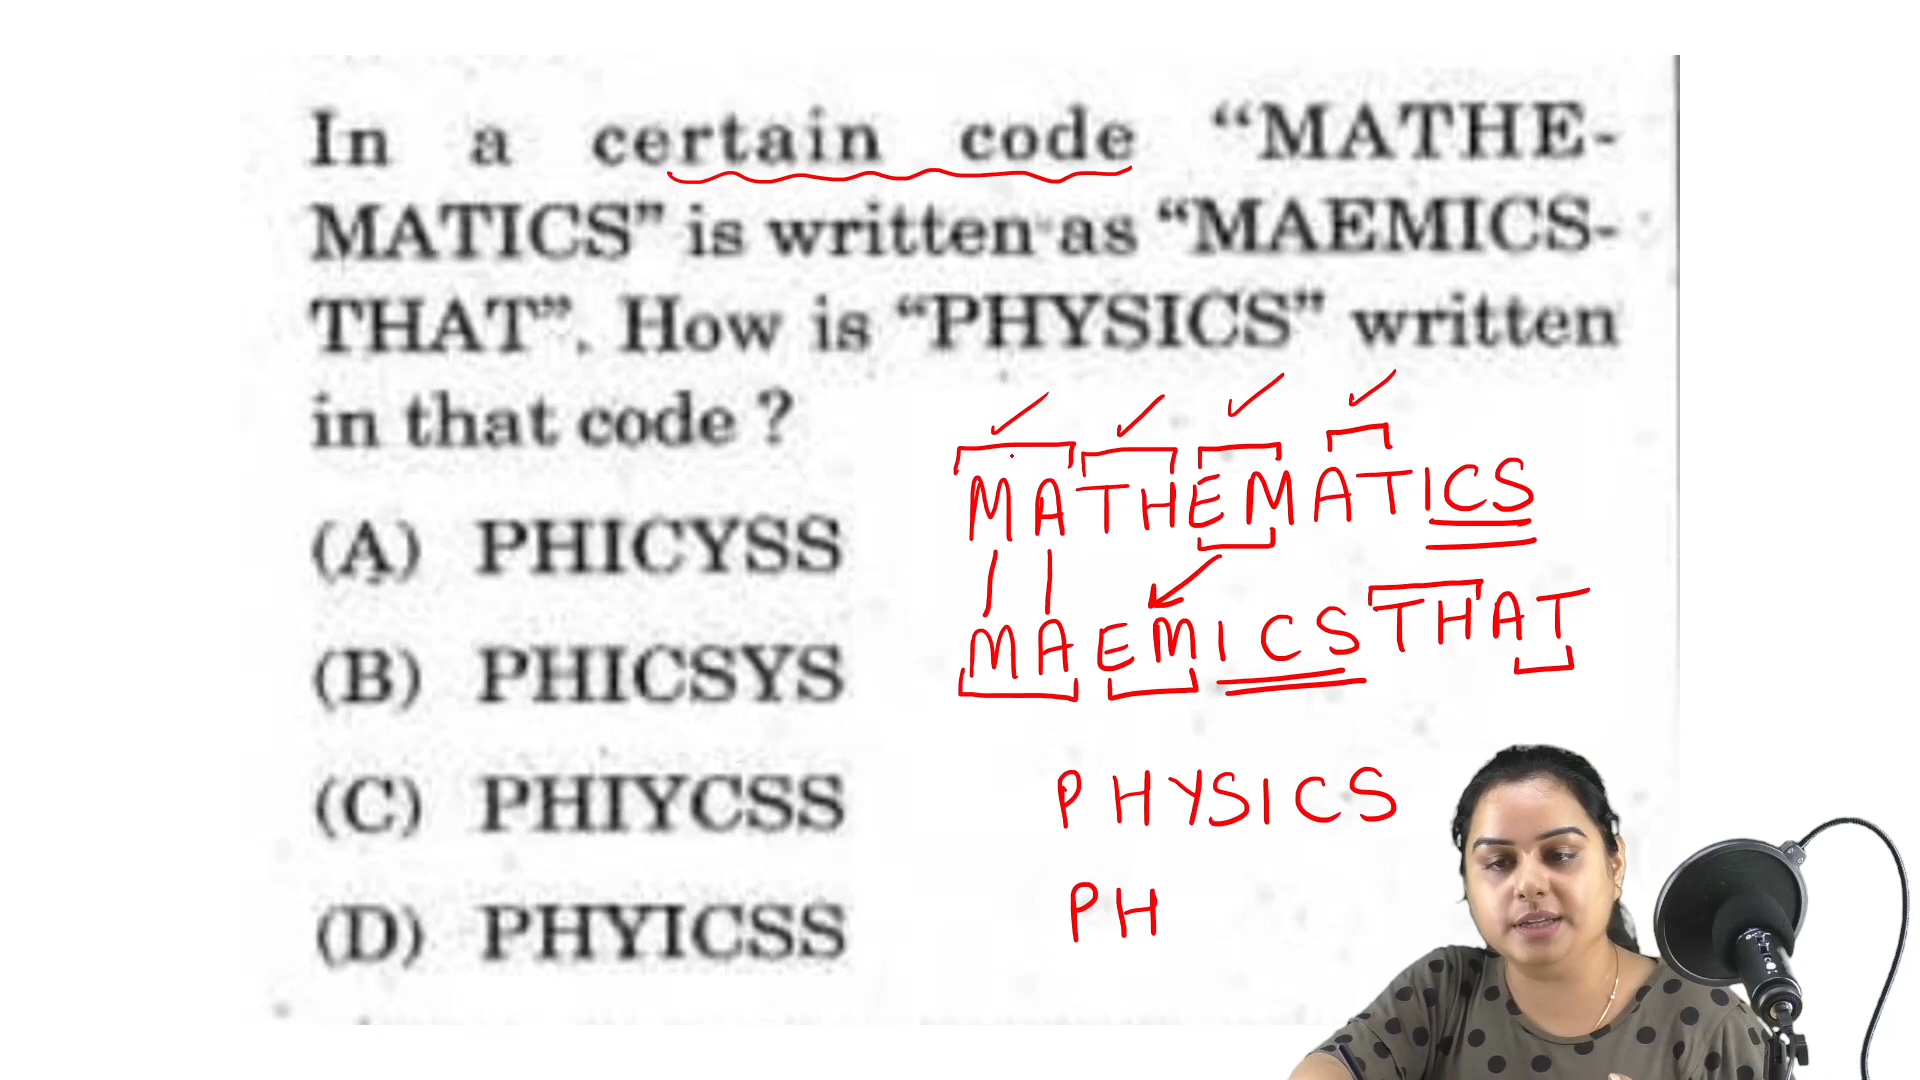 In a certain code “MATHE-
MATICS” is written as “MAEMICS-
THAT”. How is “PHYSICS” written
in that code ?
(A) PHICYSS
(B) PHICSYS
(C) PHIYCSS
(D) PHYICSS
MATHEMATICS
MAEMICSTHAT
PHYSICS
PH